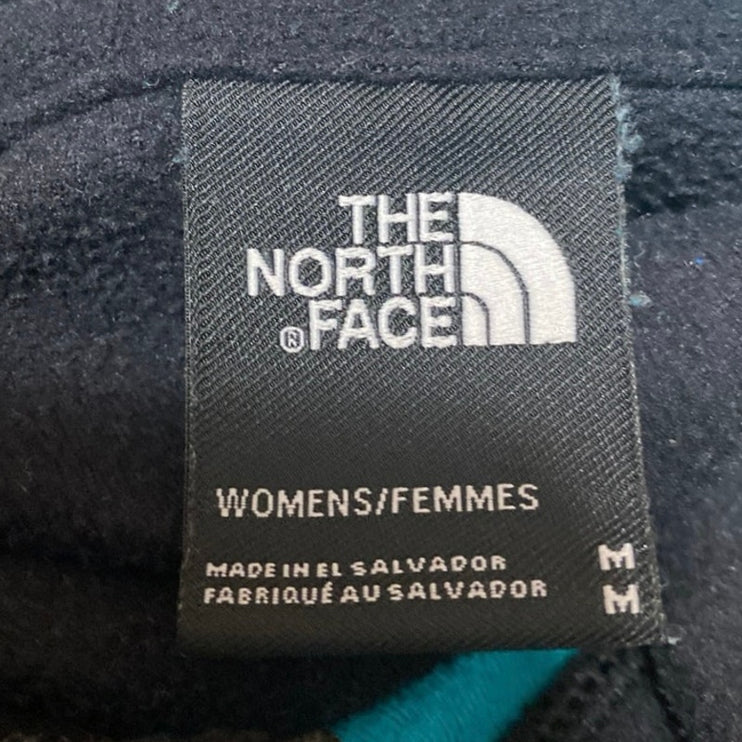 THE
NORTH
®FACE
WOMENS/FEMMES
MADE IN EL SALVADOR M
FABRIQUÉ AU SALVADOR M